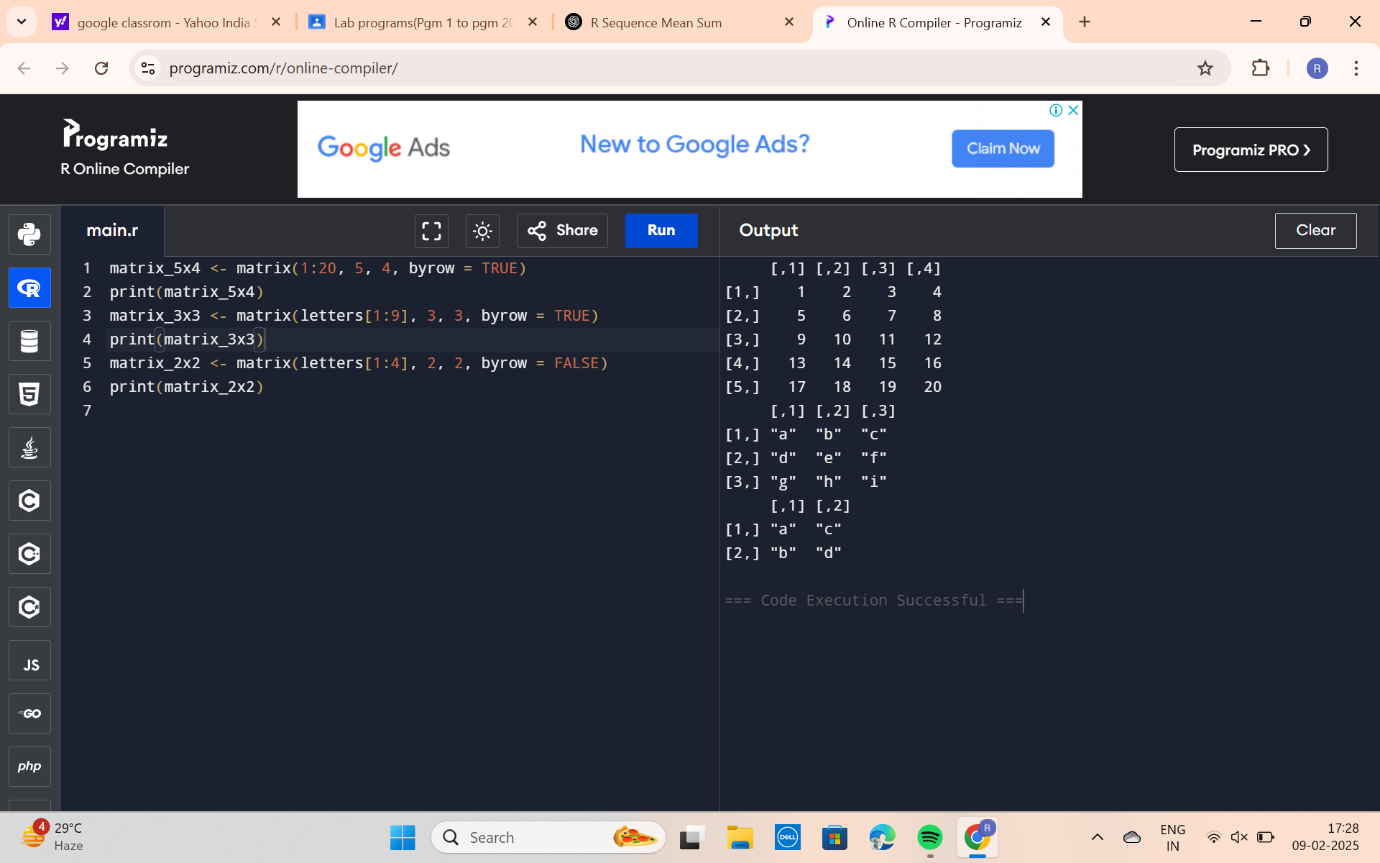 google classrom - Yahoo India S
Lab programs(Pgm 1 to pgm 20
R Sequence Mean Sum
Online R Compiler - Programiz
programiz.com/r/online-compiler/
R
Programiz
R Online Compiler
Google Ads
New to Google Ads?
Claim Now
Programiz PRO ❯
main.r
Share
Run
Output
Clear
1 matrix_5x4 <- matrix(1:20, 5, 4, byrow = TRUE)
2 print(matrix_5x4)
3 matrix_3x3 <- matrix(letters[1:9], 3, 3, byrow = TRUE)
4 print(matrix_3x3)
5 matrix_2x2 <- matrix(letters[1:4], 2, 2, byrow = FALSE)
6 print(matrix_2x2)
7
     [,1] [,2] [,3] [,4]
[1,]    1    2    3    4
[2,]    5    6    7    8
[3,]    9   10   11   12
[4,]   13   14   15   16
[5,]   17   18   19   20
     [,1] [,2] [,3]
[1,] "a"  "b"  "c"
[2,] "d"  "e"  "f"
[3,] "g"  "h"  "i"
     [,1] [,2]
[1,] "a"  "c"
[2,] "b"  "d"
=== Code Execution Successful ===
R
5
C
C
C
JS
GO
php
4
29°C
Haze
Search
DELL
R
ENG
IN
17:28
09-02-2025